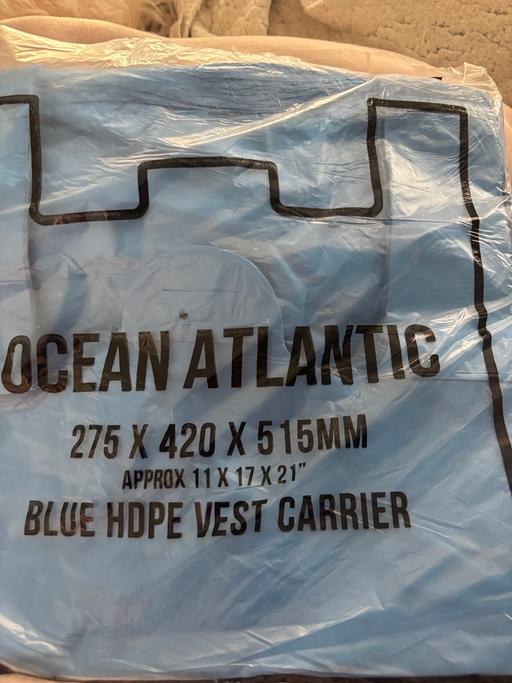 OCEAN ATLANTIC
275 X 420 X 515MM
APPROX 11 X 17 X 21"
BLUE HDPE VEST CARRIER